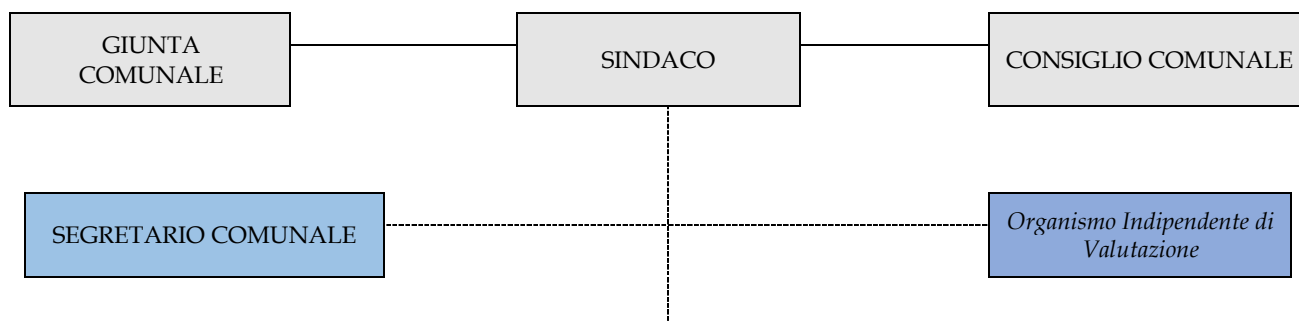 GIUNTA
COMUNALE
SINDACO
CONSIGLIO COMUNALE
SEGRETARIO COMUNALE
Organismo Indipendente di
Valutazione